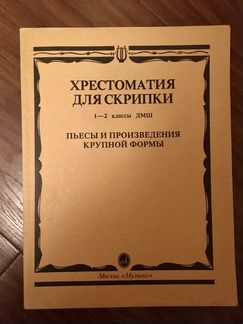 ХРЕСТОМАТИЯ
ДЛЯ СКРИПКИ
1—2 классы ДМШ
ПЬЕСЫ И ПРОИЗВЕДЕНИЯ
КРУПНОЙ ФОРМЫ
Москва «Музыка»